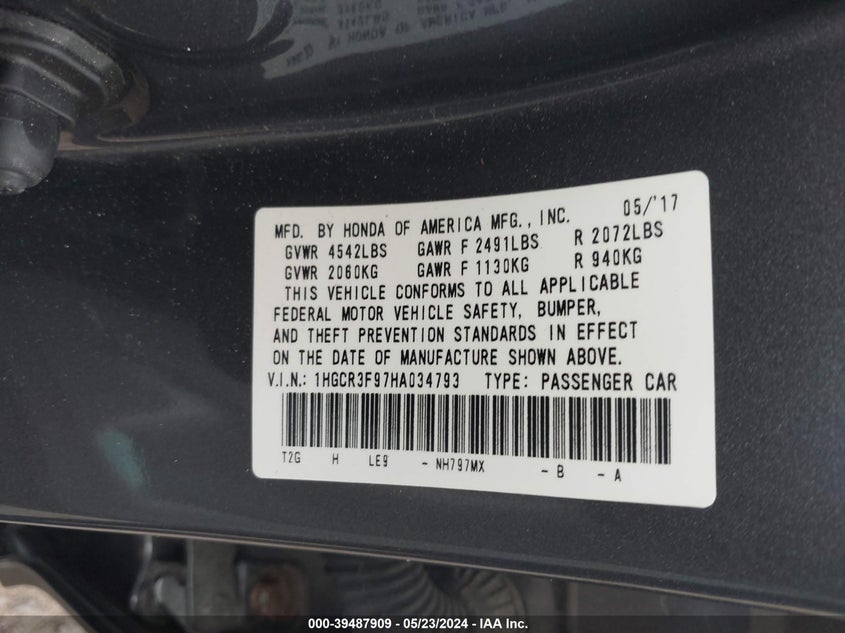 MFD. BY HONDA OF AMERICA MFG., INC. 05/'17
GVWR 4542LBS GAWR F 2491LBS R 2072LBS
GVWR 2060KG GAWR F 1130KG R 940KG
THIS VEHICLE CONFORMS TO ALL APPLICABLE
FEDERAL MOTOR VEHICLE SAFETY, BUMPER,
AND THEFT PREVENTION STANDARDS IN EFFECT
ON THE DATE OF MANUFACTURE SHOWN ABOVE.
V.I.N.: 1HGCR3F97HA034793 TYPE: PASSENGER CAR
T2G H LE9 - NH797MX - B - A
000-39487909 - 05/23/2024 - IAA Inc.